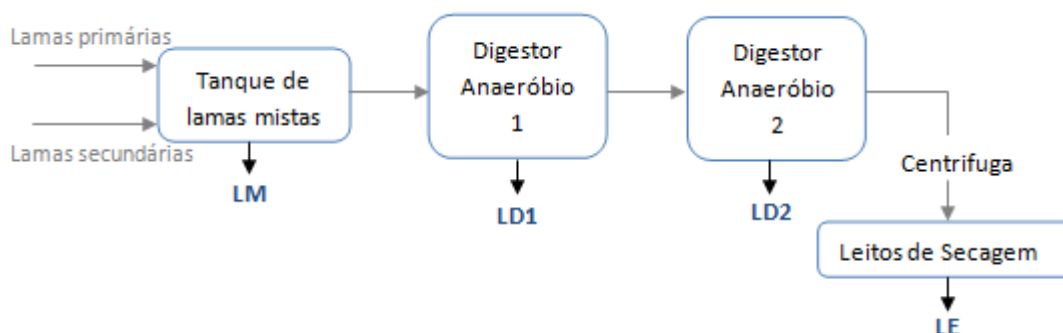 Lamas primárias
Lamas secundárias
Tanque de
lamas mistas
LM
Digestor
Anaeróbio
1
LD1
Digestor
Anaeróbio
2
LD2
Centrifuga
Leitos de Secagem
LE